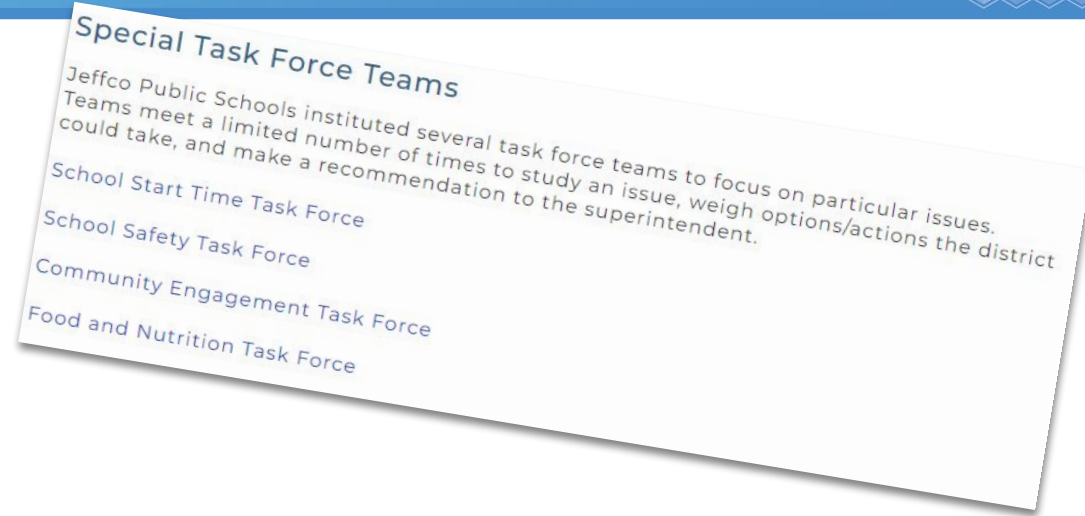 Special Task Force Teams
Jeffco Public Schools instituted several task force teams to focus on particular issues.
Teams meet a limited number of times to study an issue, weigh options/actions the district
could take, and make a recommendation to the superintendent.
School Start Time Task Force
School Safety Task Force
Community Engagement Task Force
Food and Nutrition Task Force